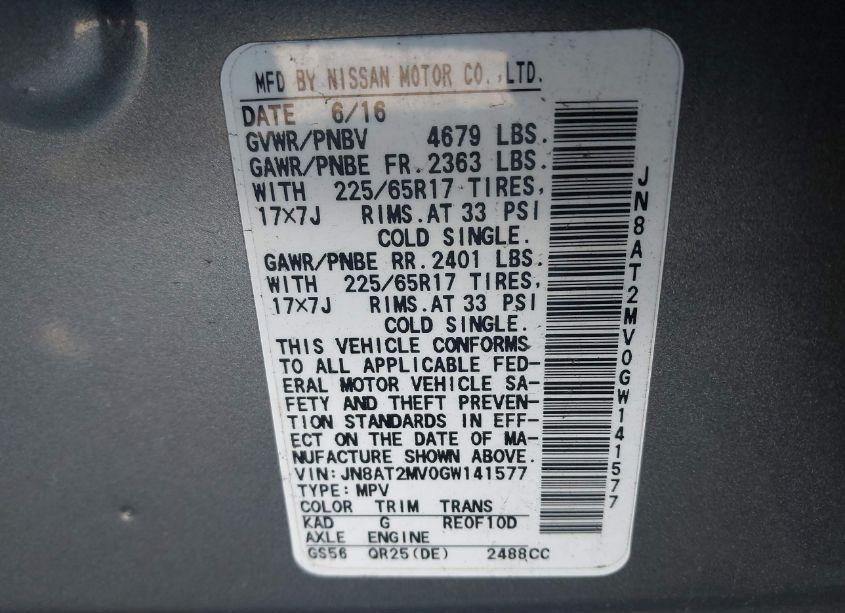 MFD BY NISSAN MOTOR CO.,LTD.
DATE 6/16
GVWR/PNBV 4679 LBS.
GAWR/PNBE FR. 2363 LBS.
WITH 225/65R17 TIRES,
17×7J RIMS. AT 33 PSI
COLD SINGLE.
GAWR/PNBE RR. 2401 LBS.
WITH 225/65R17 TIRES,
17×7J RIMS. AT 33 PSI
COLD SINGLE.
THIS VEHICLE CONFORMS
TO ALL APPLICABLE FED-
ERAL MOTOR VEHICLE SA-
FETY AND THEFT PREVEN-
TION STANDARDS IN EFF-
ECT ON THE DATE OF MA-
NUFACTURE SHOWN ABOVE.
VIN: JN8AT2MV0GW141577
TYPE: MPV
COLOR TRIM TRANS
KAD G RE0F10D
AXLE ENGINE
GS56 QR25(DE) 2488CC
JN8AT2MV0GW141577